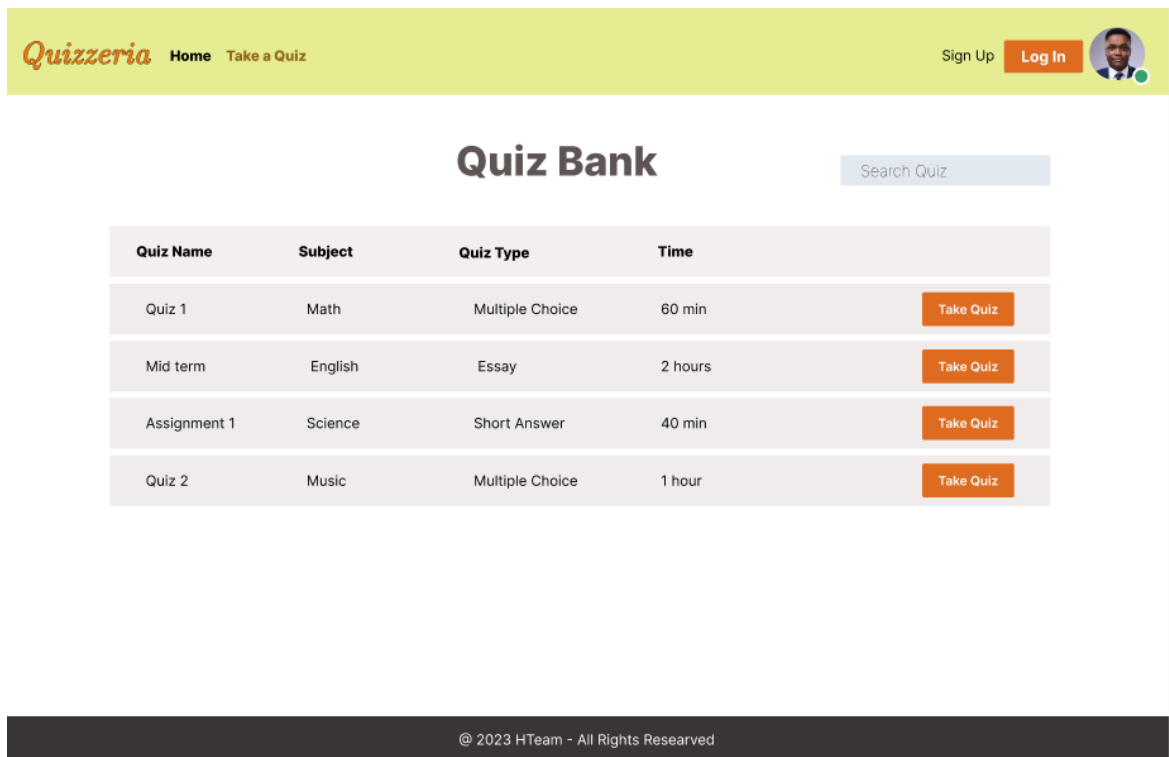 Quizzeria Home Take a Quiz Sign Up Log In
Quiz Bank
Search Quiz
Quiz Name Subject Quiz Type Time
Quiz 1 Math Multiple Choice 60 min Take Quiz
Mid term English Essay 2 hours Take Quiz
Assignment 1 Science Short Answer 40 min Take Quiz
Quiz 2 Music Multiple Choice 1 hour Take Quiz
@ 2023 HTeam - All Rights Researved